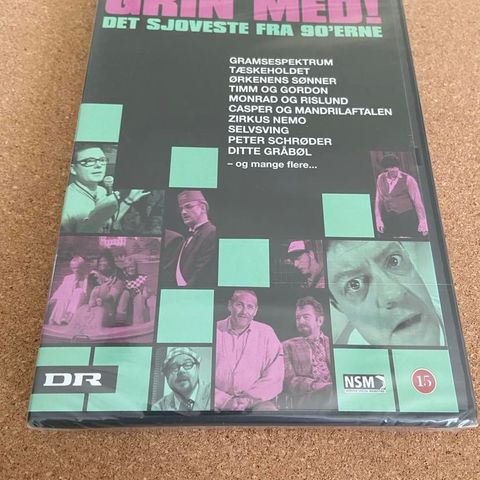 GRIN MED!
DET SJOVESTE FRA 90'ERNE
GRAMSESPEKTRUM
TÆSKEHOLDET
ØRKENENS SØNNER
TIMM OG GORDON
MONRAD OG RISLUND
CASPER OG MANDRILAFTALEN
ZIRKUS NEMO
SELVSVING
PETER SCHRØDER
DITTE GRÅBØL
– og mange flere...
DR
NSM
15